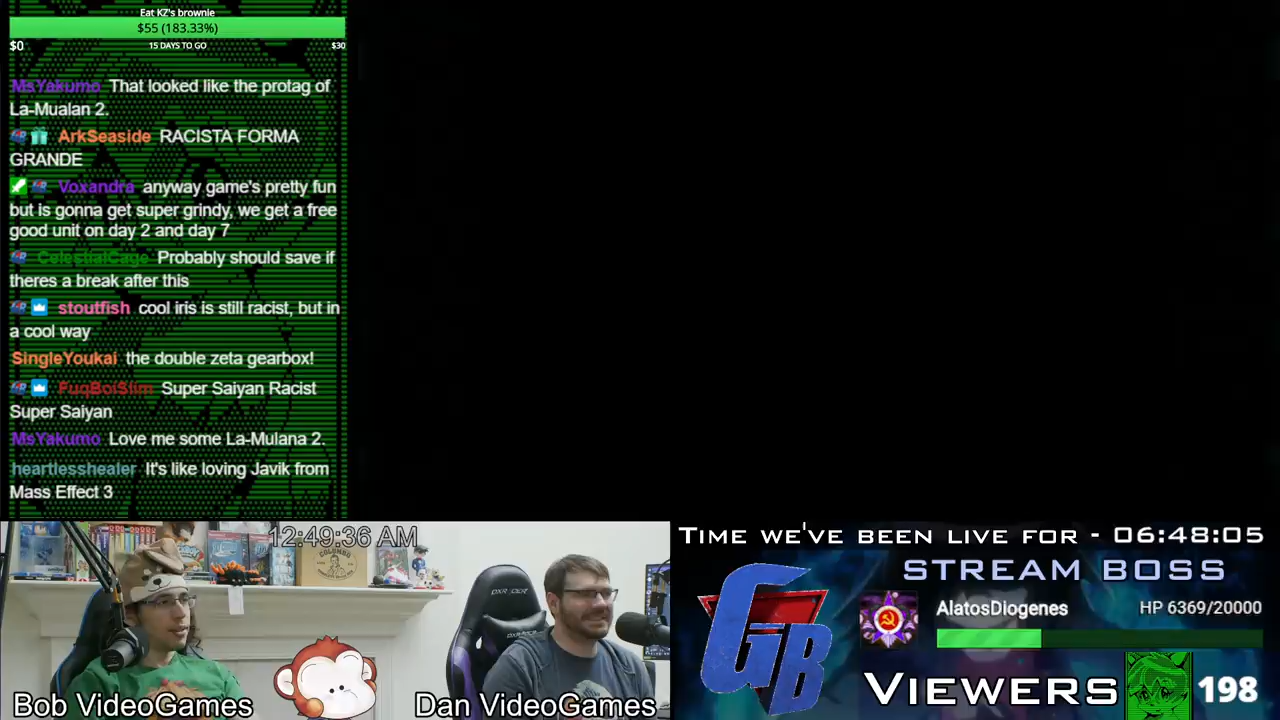 Eat KZ's brownie
$55 (183.33%)
$0 15 DAYS TO GO $30
MsYakumo That looked like the protag of
La-Mualan 2.
ArkSeaside RACISTA FORMA
GRANDE
Voxandra anyway game's pretty fun
but is gonna get super grindy, we get a free
good unit on day 2 and day 7
CelestialCage Probably should save if
theres a break after this
stoutfish cool iris is still racist, but in
a cool way
SingleYoukai the double zeta gearbox!
FuqBoiSlim Super Saiyan Racist
Super Saiyan
MsYakumo Love me some La-Mulana 2.
heartlesshealer It's like loving Javik from
Mass Effect 3
12:49:36 AM
COLUMBO
DXRACER
Bob VideoGames
Dan VideoGames
TIME WE'VE BEEN LIVE FOR - 06:48:05
STREAM BOSS
AlatosDiogenes HP 6369/20000
GGB
VIEWERS 198